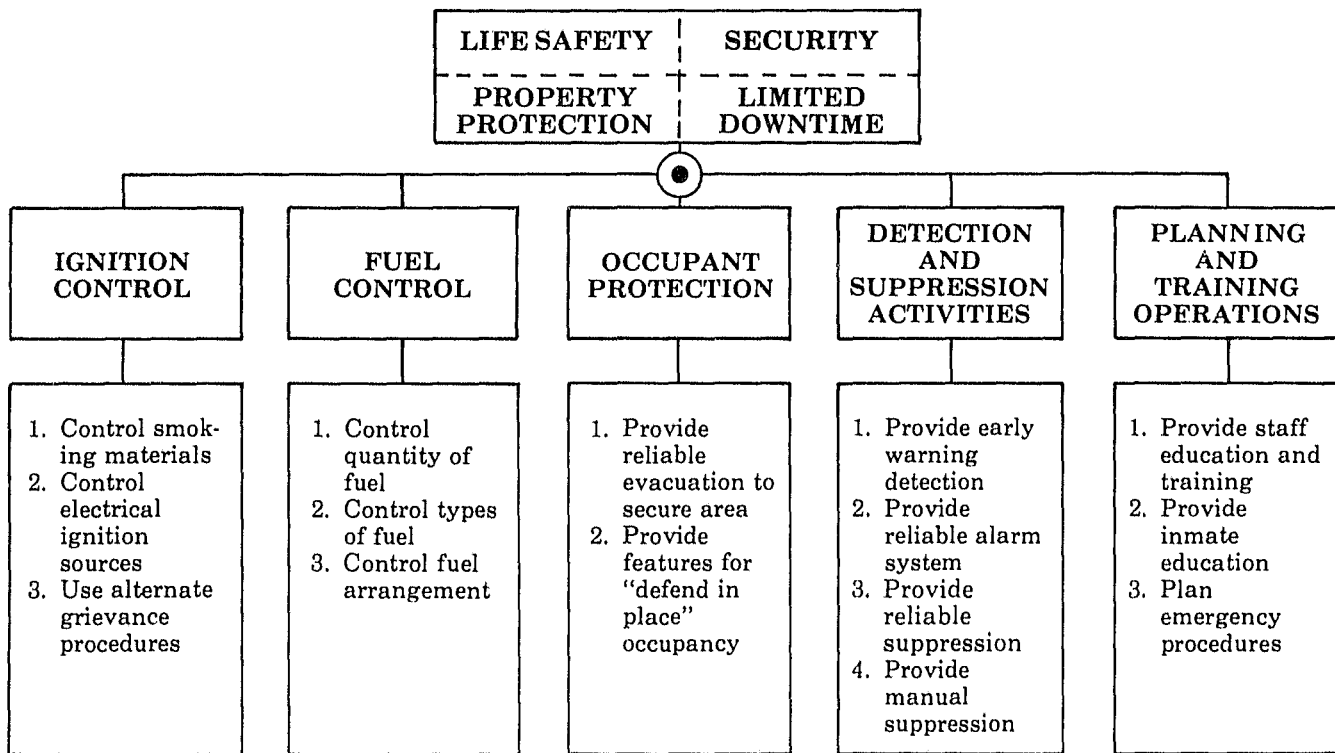 LIFE SAFETY
SECURITY
PROPERTY
PROTECTION
LIMITED
DOWNTIME
IGNITION
CONTROL
FUEL
CONTROL
OCCUPANT
PROTECTION
DETECTION
AND
SUPPRESSION
ACTIVITIES
PLANNING
AND
TRAINING
OPERATIONS
1. Control smok-
ing materials
2. Control
electrical
ignition
sources
3. Use alternate
grievance
procedures
1. Control
quantity of
fuel
2. Control types
of fuel
3. Control fuel
arrangement
1. Provide
reliable
evacuation to
secure area
2. Provide
features for
“defend in
place”
occupancy
1. Provide early
warning
detection
2. Provide
reliable alarm
system
3. Provide
reliable
suppression
4. Provide
manual
suppression
1. Provide staff
education and
training
2. Provide
inmate
education
3. Plan
emergency
procedures